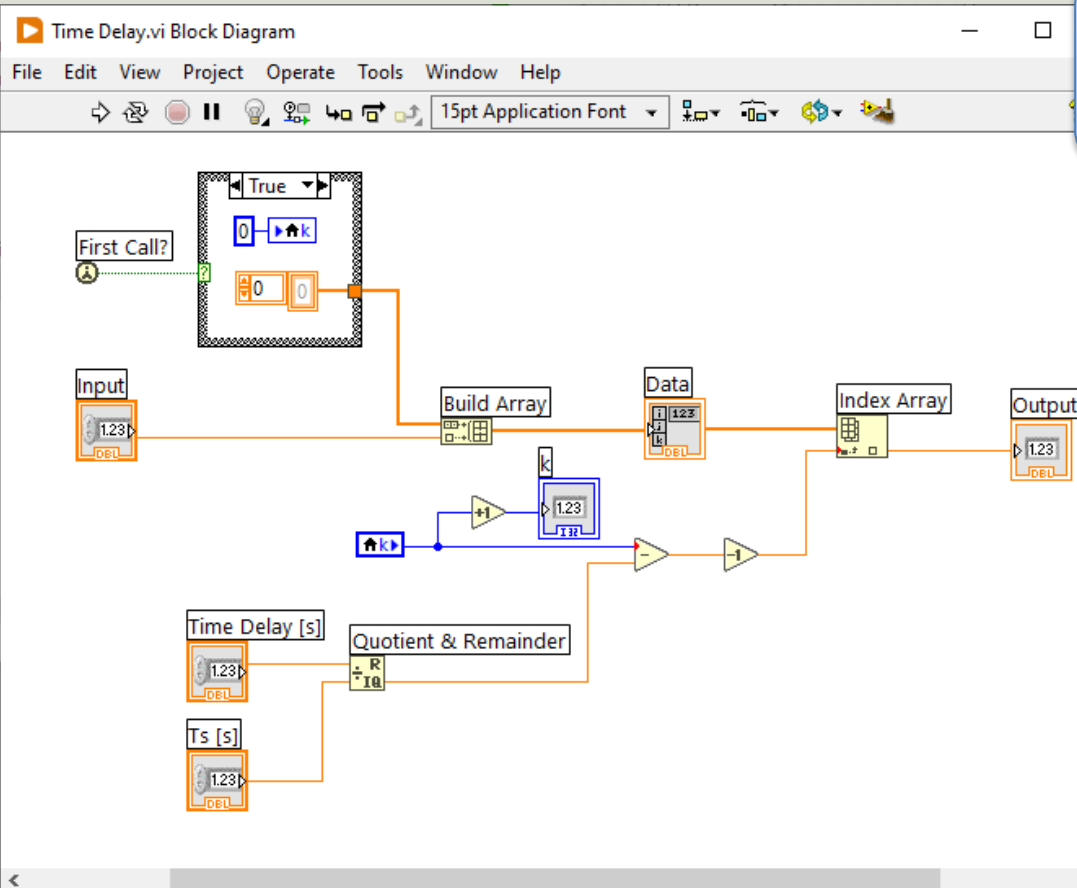 Time Delay.vi Block Diagram
File Edit View Project Operate Tools Window Help
15pt Application Font
True
0
k
First Call?
?
0
0
Input
1.23
DBL
Build Array
Data
i
j
k
123
DBL
Index Array
Output
1.23
DBL
k
+1
1.23
I32
k
-
-1
Time Delay [s]
1.23
DBL
Quotient & Remainder
R
IQ
Ts [s]
1.23
DBL